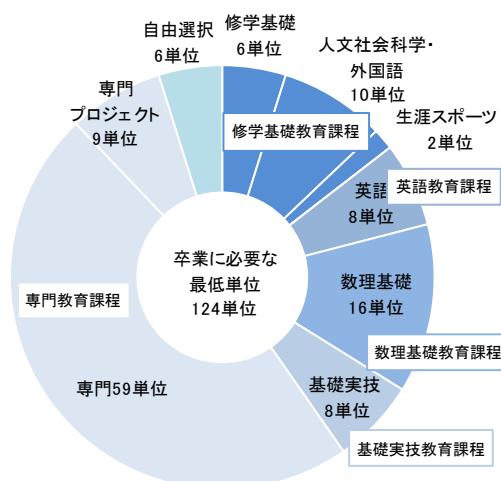 修学基礎
6単位
人文社会科学・
外国語
10単位
生涯スポーツ
2単位
修学基礎教育課程
英語
8単位
英語教育課程
数理基礎
16単位
数理基礎教育課程
基礎実技
8単位
基礎実技教育課程
専門59単位
専門教育課程
専門
プロジェクト
9単位
自由選択
6単位
卒業に必要な
最低単位
124単位